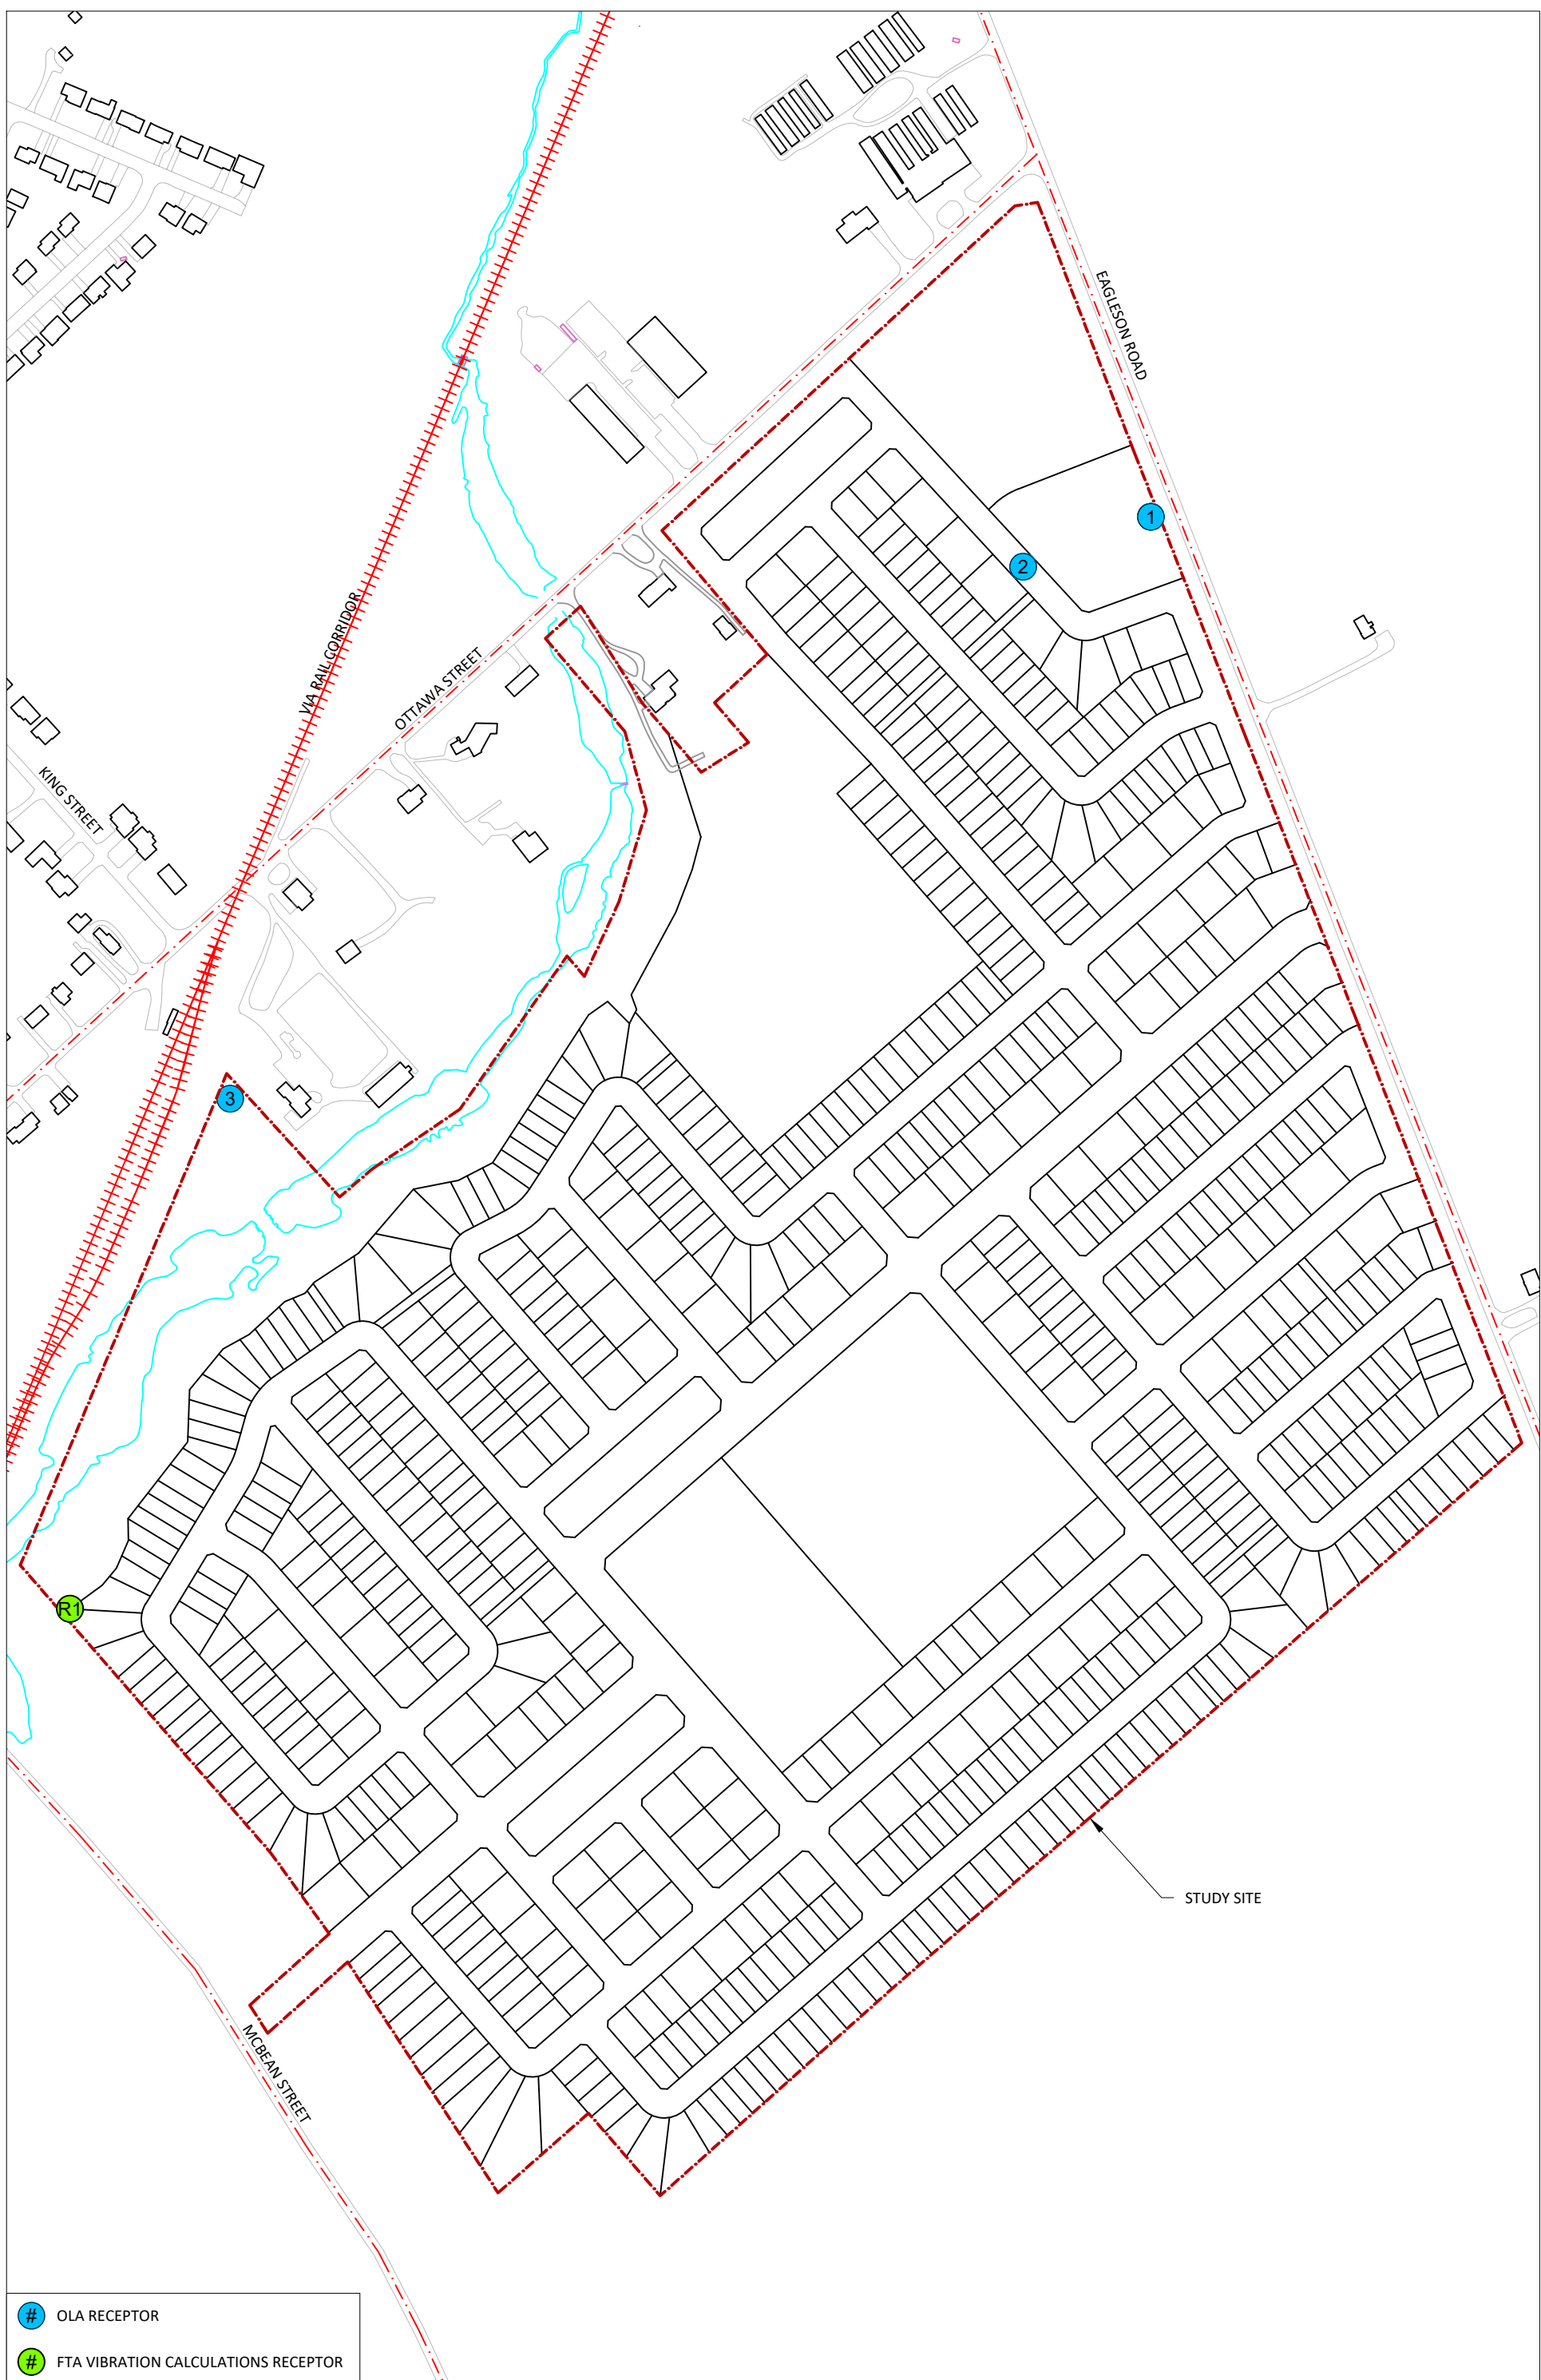 EAGLESON ROAD
1
2
VIA RAIL CORRIDOR
OTTAWA STREET
KING STREET
3
R1
STUDY SITE
MCBEAN STREET
# OLA RECEPTOR
# FTA VIBRATION CALCULATIONS RECEPTOR